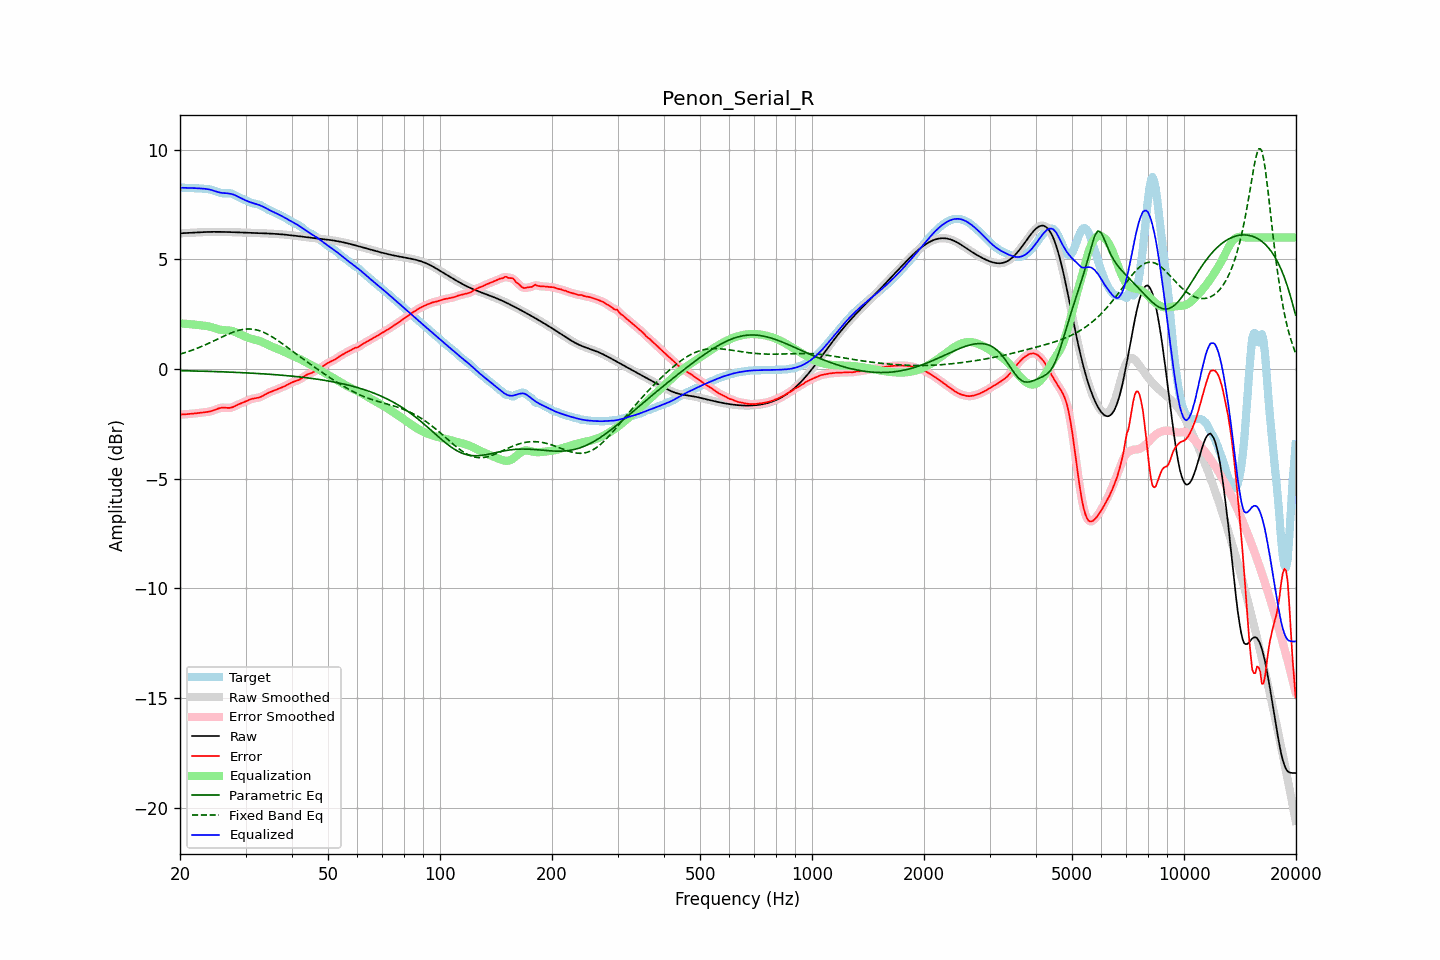 Penon_Serial_R
Amplitude (dBr)
10
5
0
−5
−10
−15
−20
Target
Raw Smoothed
Error Smoothed
Raw
Error
Equalization
Parametric Eq
Fixed Band Eq
Equalized
20 50 100 200 500 1000 2000 5000 10000 20000
Frequency (Hz)